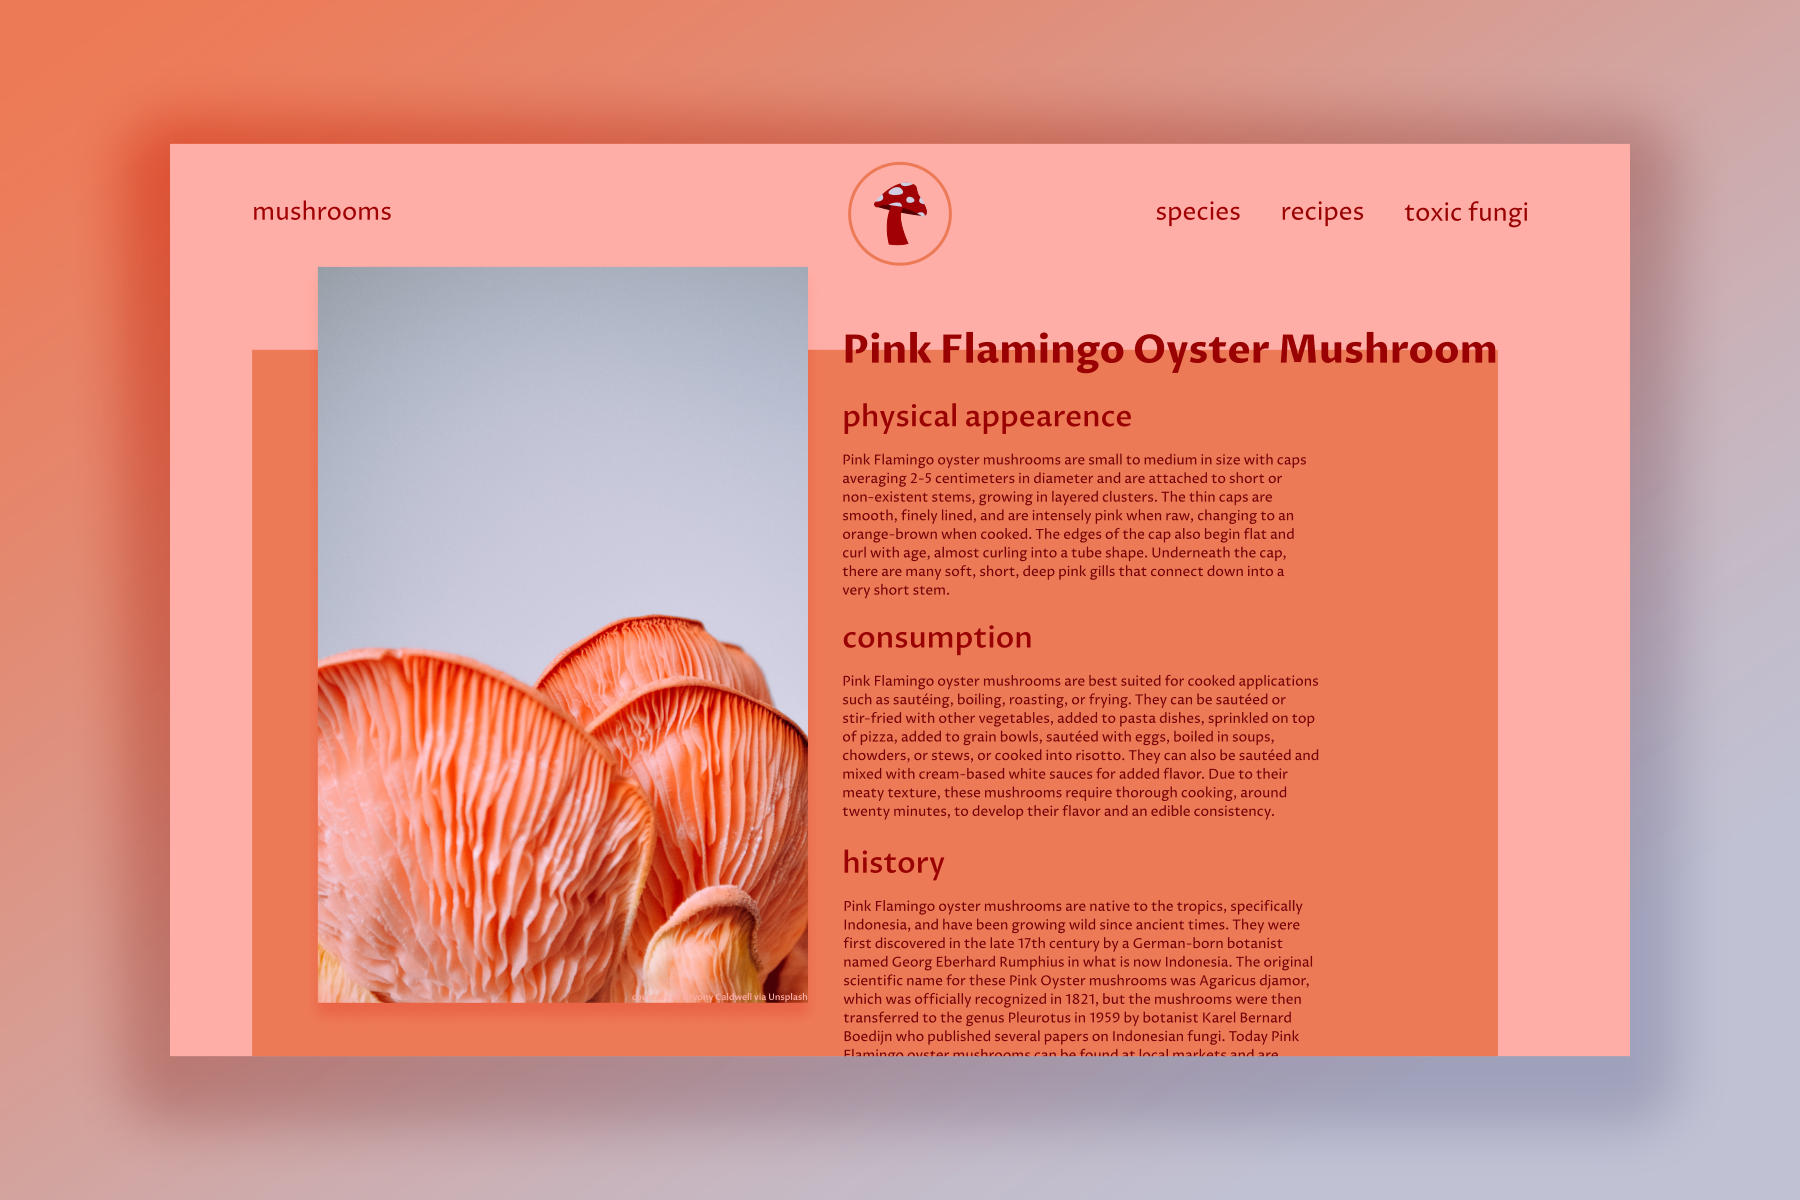 mushrooms
species
recipes
toxic fungi
Pink Flamingo Oyster Mushroom
physical appearence
Pink Flamingo oyster mushrooms are small to medium in size with caps
averaging 2-5 centimeters in diameter and are attached to short or
non-existent stems, growing in layered clusters. The thin caps are
smooth, finely lined, and are intensely pink when raw, changing to an
orange-brown when cooked. The edges of the cap also begin flat and
curl with age, almost curling into a tube shape. Underneath the cap,
there are many soft, short, deep pink gills that connect down into a
very short stem.
consumption
Pink Flamingo oyster mushrooms are best suited for cooked applications
such as sautéing, boiling, roasting, or frying. They can be sautéed or
stir-fried with other vegetables, added to pasta dishes, sprinkled on top
of pizza, added to grain bowls, sautéed with eggs, boiled in soups,
chowders, or stews, or cooked into risotto. They can also be sautéed and
mixed with cream-based white sauces for added flavor. Due to their
meaty texture, these mushrooms require thorough cooking, around
twenty minutes, to develop their flavor and an edible consistency.
history
Pink Flamingo oyster mushrooms are native to the tropics, specifically
Indonesia, and have been growing wild since ancient times. They were
first discovered in the late 17th century by a German-born botanist
named Georg Eberhard Rumphius in what is now Indonesia. The original
scientific name for these Pink Oyster mushrooms was Agaricus djamor,
which was officially recognized in 1821, but the mushrooms were then
transferred to the genus Pleurotus in 1959 by botanist Karel Bernard
Boedijn who published several papers on Indonesian fungi. Today Pink
Flamingo oyster mushrooms can be found at local markets and are
Caldwell via Unsplash